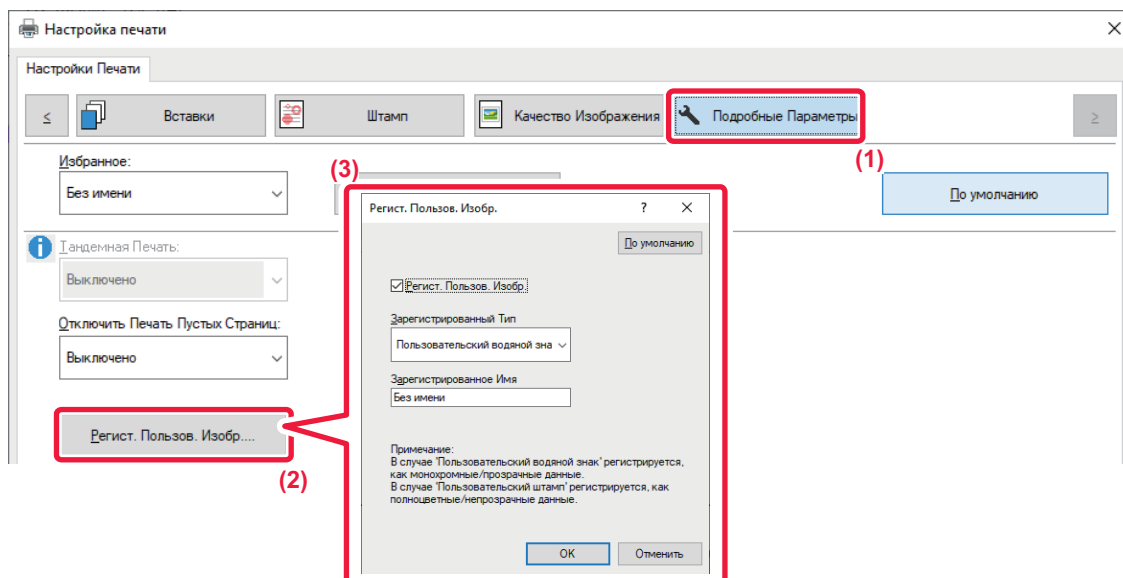 Настройка печати
Настройки Печати
≤ Вставки Штамп Качество Изображения Подробные Параметры ≥
(1)
Избранное:
Без имени
По умолчанию
Тандемная Печать:
Выключено
Отключить Печать Пустых Страниц:
Выключено
Регист. Пользов. Изобр....
(2)
(3)
Регист. Пользов. Изобр. ?
По умолчанию
Регист. Пользов. Изобр.
Зарегистрированный Тип
Пользовательский водяной зна
Зарегистрированное Имя
Без имени
Примечание:
В случае 'Пользовательский водяной знак' регистрируется,
как монохромные/прозрачные данные.
В случае 'Пользовательский штамп' регистрируется, как
полноцветные/непрозрачные данные.
OK Отменить